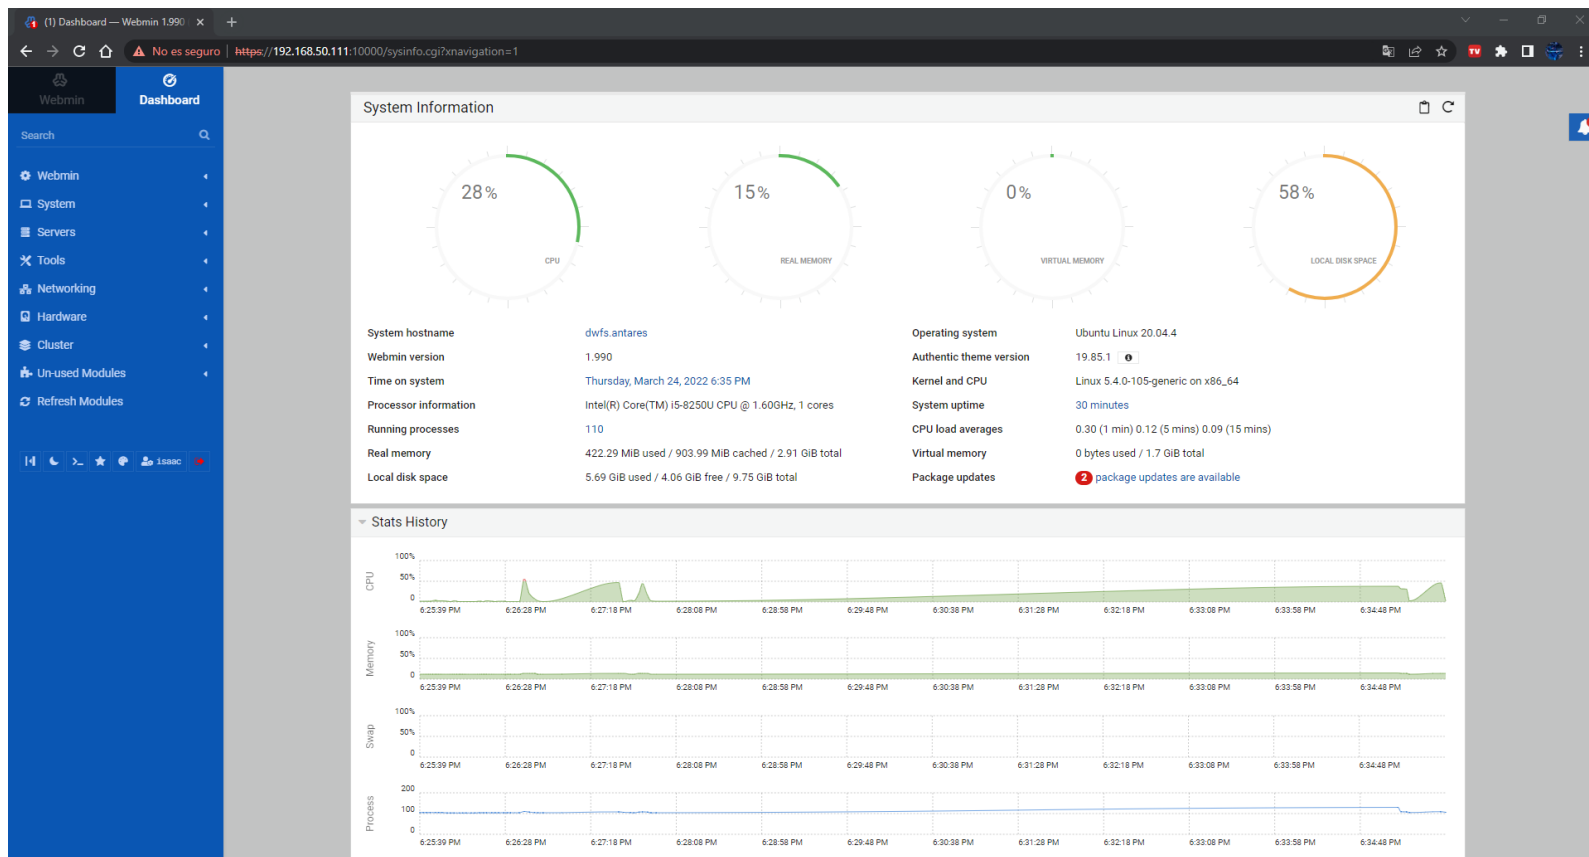 (1) Dashboard — Webmin 1.990
No es seguro
https://192.168.50.111:10000/sysinfo.cgi?xnavigation=1
TV
Webmin
Dashboard
Search
Webmin
System
Servers
Tools
Networking
Hardware
Cluster
Un-used Modules
Refresh Modules
isaac
System Information
28%
CPU
15%
REAL MEMORY
0%
VIRTUAL MEMORY
58%
LOCAL DISK SPACE
System hostname dwfs.antares Operating system Ubuntu Linux 20.04.4
Webmin version 1.990 Authentic theme version 19.85.1
Time on system Thursday, March 24, 2022 6:35 PM Kernel and CPU Linux 5.4.0-105-generic on x86_64
Processor information Intel(R) Core(TM) i5-8250U CPU @ 1.60GHz, 1 cores System uptime 30 minutes
Running processes 110 CPU load averages 0.30 (1 min) 0.12 (5 mins) 0.09 (15 mins)
Real memory 422.29 MiB used / 903.99 MiB cached / 2.91 GiB total Virtual memory 0 bytes used / 1.7 GiB total
Local disk space 5.69 GiB used / 4.06 GiB free / 9.75 GiB total Package updates 2 package updates are available
Stats History
CPU
100%
50%
0
6:25:39 PM 6:26:28 PM 6:27:18 PM 6:28:08 PM 6:28:58 PM 6:29:48 PM 6:30:38 PM 6:31:28 PM 6:32:18 PM 6:33:08 PM 6:33:58 PM 6:34:48 PM
Memory
100%
50%
0
6:25:39 PM 6:26:28 PM 6:27:18 PM 6:28:08 PM 6:28:58 PM 6:29:48 PM 6:30:38 PM 6:31:28 PM 6:32:18 PM 6:33:08 PM 6:33:58 PM 6:34:48 PM
Swap
100%
50%
0
6:25:39 PM 6:26:28 PM 6:27:18 PM 6:28:08 PM 6:28:58 PM 6:29:48 PM 6:30:38 PM 6:31:28 PM 6:32:18 PM 6:33:08 PM 6:33:58 PM 6:34:48 PM
Process
200
100
0
6:25:39 PM 6:26:28 PM 6:27:18 PM 6:28:08 PM 6:28:58 PM 6:29:48 PM 6:30:38 PM 6:31:28 PM 6:32:18 PM 6:33:08 PM 6:33:58 PM 6:34:48 PM